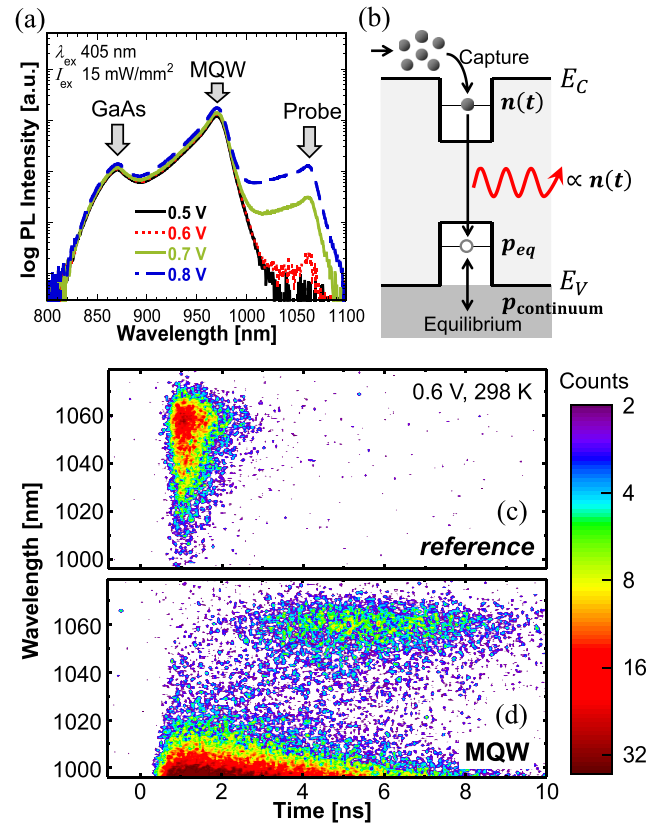 (a)
λex 405 nm
Iex 15 mW/mm²
MQW
GaAs
Probe
0.5 V
0.6 V
0.7 V
0.8 V
log PL Intensity [a.u.]
800 850 900 950 1000 1050 1100
Wavelength [nm]
(b)
Capture
EC
n(t)
∝ n(t)
peq
EV
pcontinuum
Equilibrium
0.6 V, 298 K
1060
1040
1020
1000
(c)
reference
Wavelength [nm]
1060
1040
1020
1000
(d)
MQW
0 2 4 6 8 10
Time [ns]
Counts
2
4
8
16
32